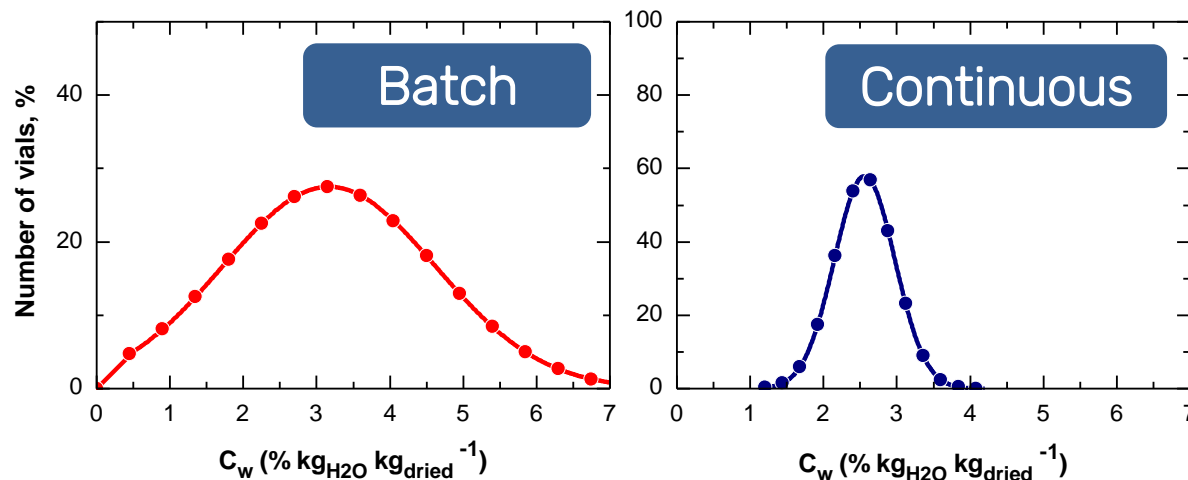 Batch
Number of vials, %
40
20
0
0 1 2 3 4 5 6 7
C_w (% kg_H2O kg_dried ^-1)
Continuous
100
80
60
40
20
0
0 1 2 3 4 5 6 7
C_w (% kg_H2O kg_dried ^-1)